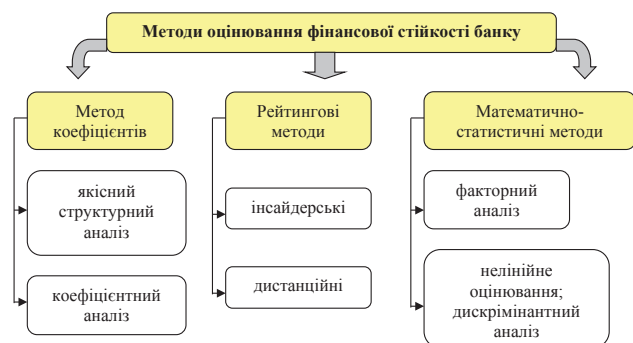 Методи оцінювання фінансової стійкості банку
Метод
коефіцієнтів
якісний
структурний
аналіз
коефіцієнтний
аналіз
Рейтингові
методи
інсайдерські
дистанційні
Математично-
статистичні методи
факторний
аналіз
нелінійне
оцінювання;
дискрімінантний
аналіз